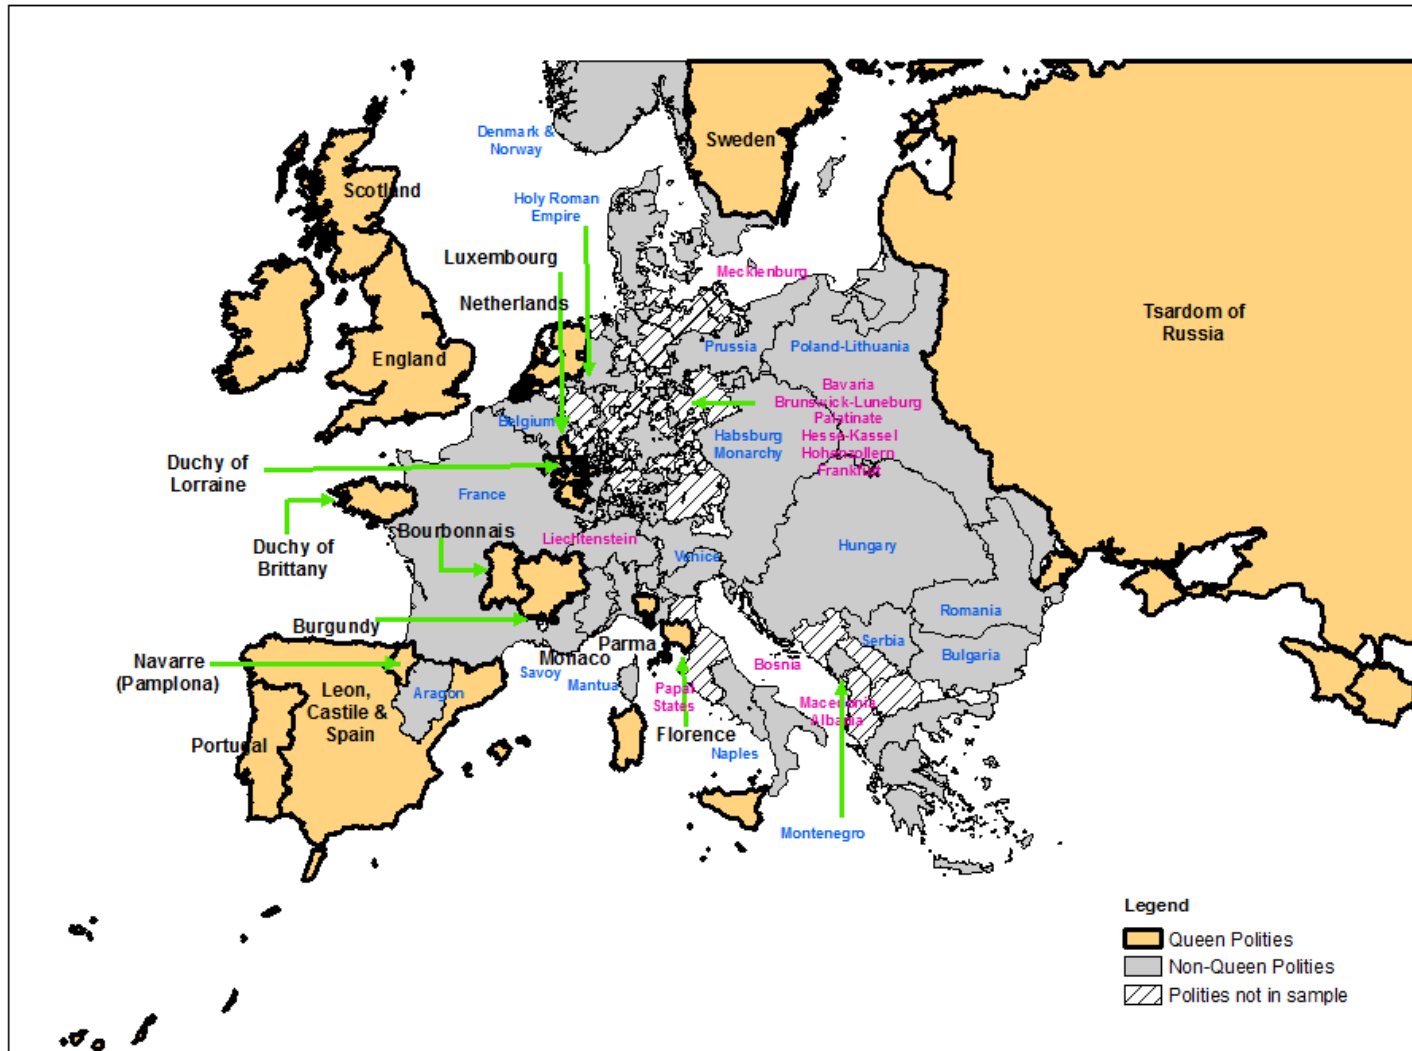 Denmark &
Norway
Sweden
Scotland
Holy Roman
Empire
Luxembourg
Mecklenburg
Netherlands
Tsardom of
Russia
England
Prussia
Poland-Lithuania
Bavaria
Brunswick-Luneburg
Palatinate
Hesse-Kassel
Hohenzollern
Frankfurt
Belgium
Habsburg
Monarchy
Duchy of
Lorraine
France
Bourbonnais
Liechtenstein
Hungary
Duchy of
Brittany
Venice
Romania
Burgundy
Parma
Serbia
Monaco
Bulgaria
Navarre
(Pamplona)
Savoy
Bosnia
Mantua
Aragon
Leon,
Castile &
Spain
Papal
States
Macedonia
Albania
Portugal
Florence
Naples
Montenegro
Legend
Queen Polities
Non-Queen Polities
Polities not in sample